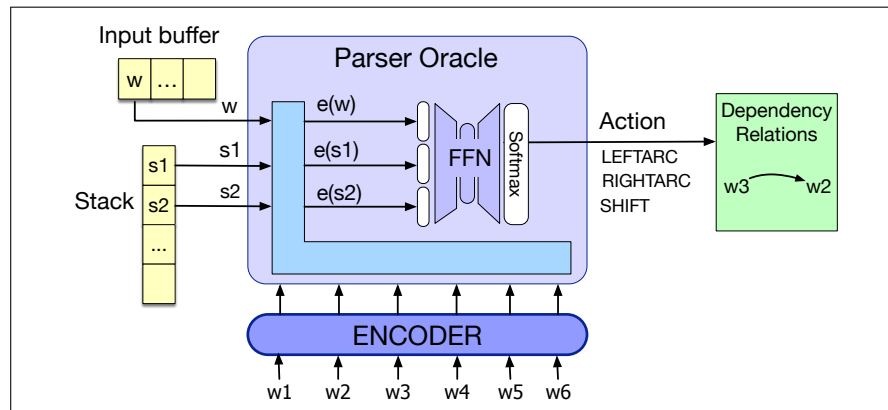 Input buffer
w ...
w
Parser Oracle
e(w)
s1
s1
e(s1)
Stack
s2
s2
e(s2)
...
FFN
Softmax
Action
LEFTARC
RIGHTARC
SHIFT
Dependency
Relations
w3 w2
ENCODER
w1 w2 w3 w4 w5 w6